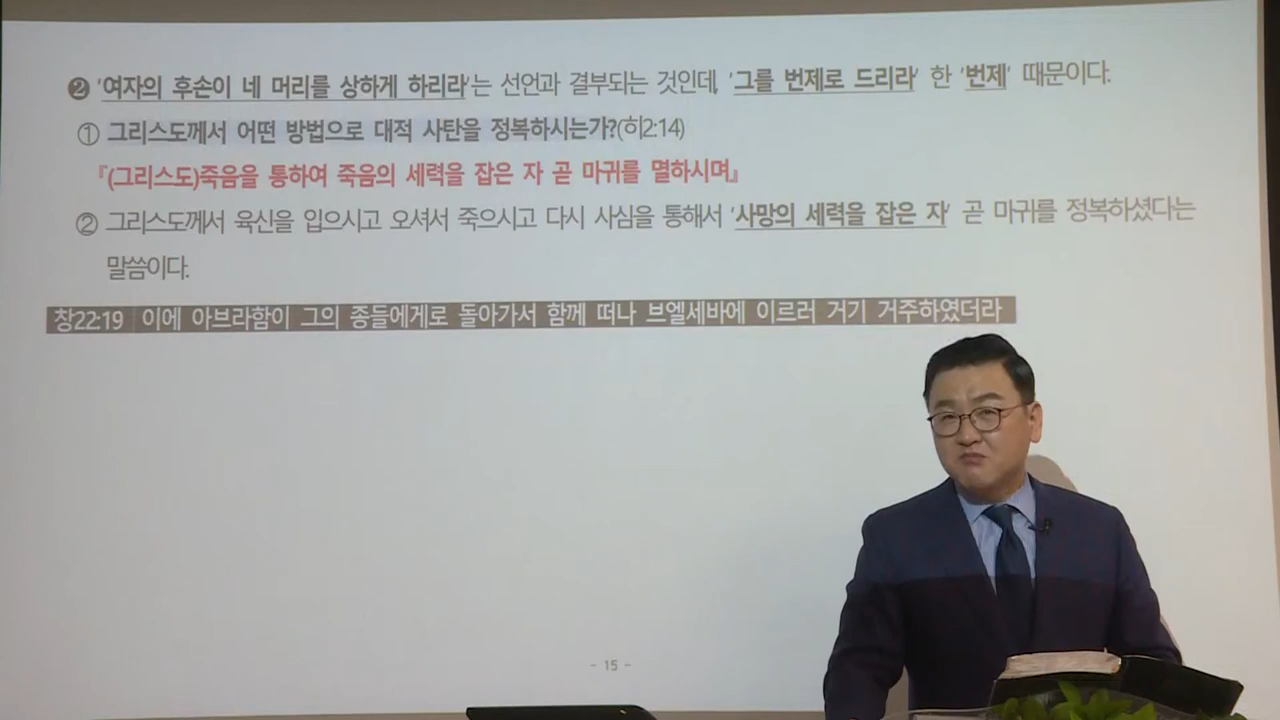 ❷ '여자의 후손이 네 머리를 상하게 하리라'는 선언과 결부되는 것인데, '그를 번제로 드리라' 한 '번제' 때문이다.
① 그리스도께서 어떤 방법으로 대적 사탄을 정복하시는가?(히2:14)
『(그리스도)죽음을 통하여 죽음의 세력을 잡은 자 곧 마귀를 멸하시며』
② 그리스도께서 육신을 입으시고 오셔서 죽으시고 다시 사심을 통해서 '사망의 세력을 잡은 자' 곧 마귀를 정복하셨다는
말씀이다.
창22:19 이에 아브라함이 그의 종들에게로 돌아가서 함께 떠나 브엘세바에 이르러 거기 거주하였더라
- 15 -